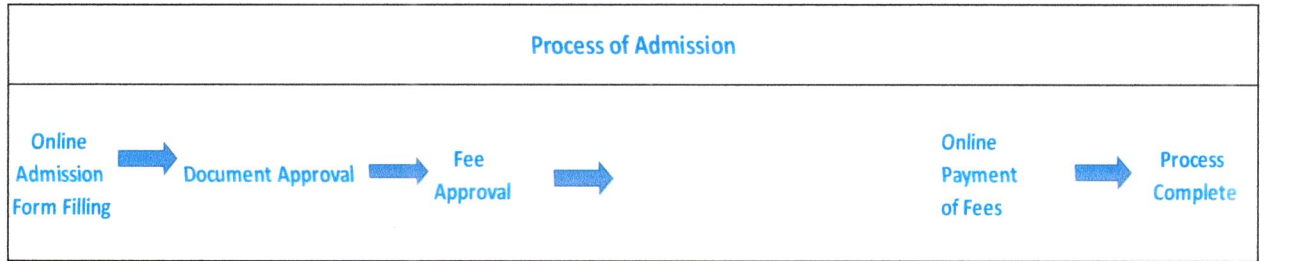 Process of Admission
Online
Admission
Form Filling
Document Approval
Fee
Approval
Online
Payment
of Fees
Process
Complete